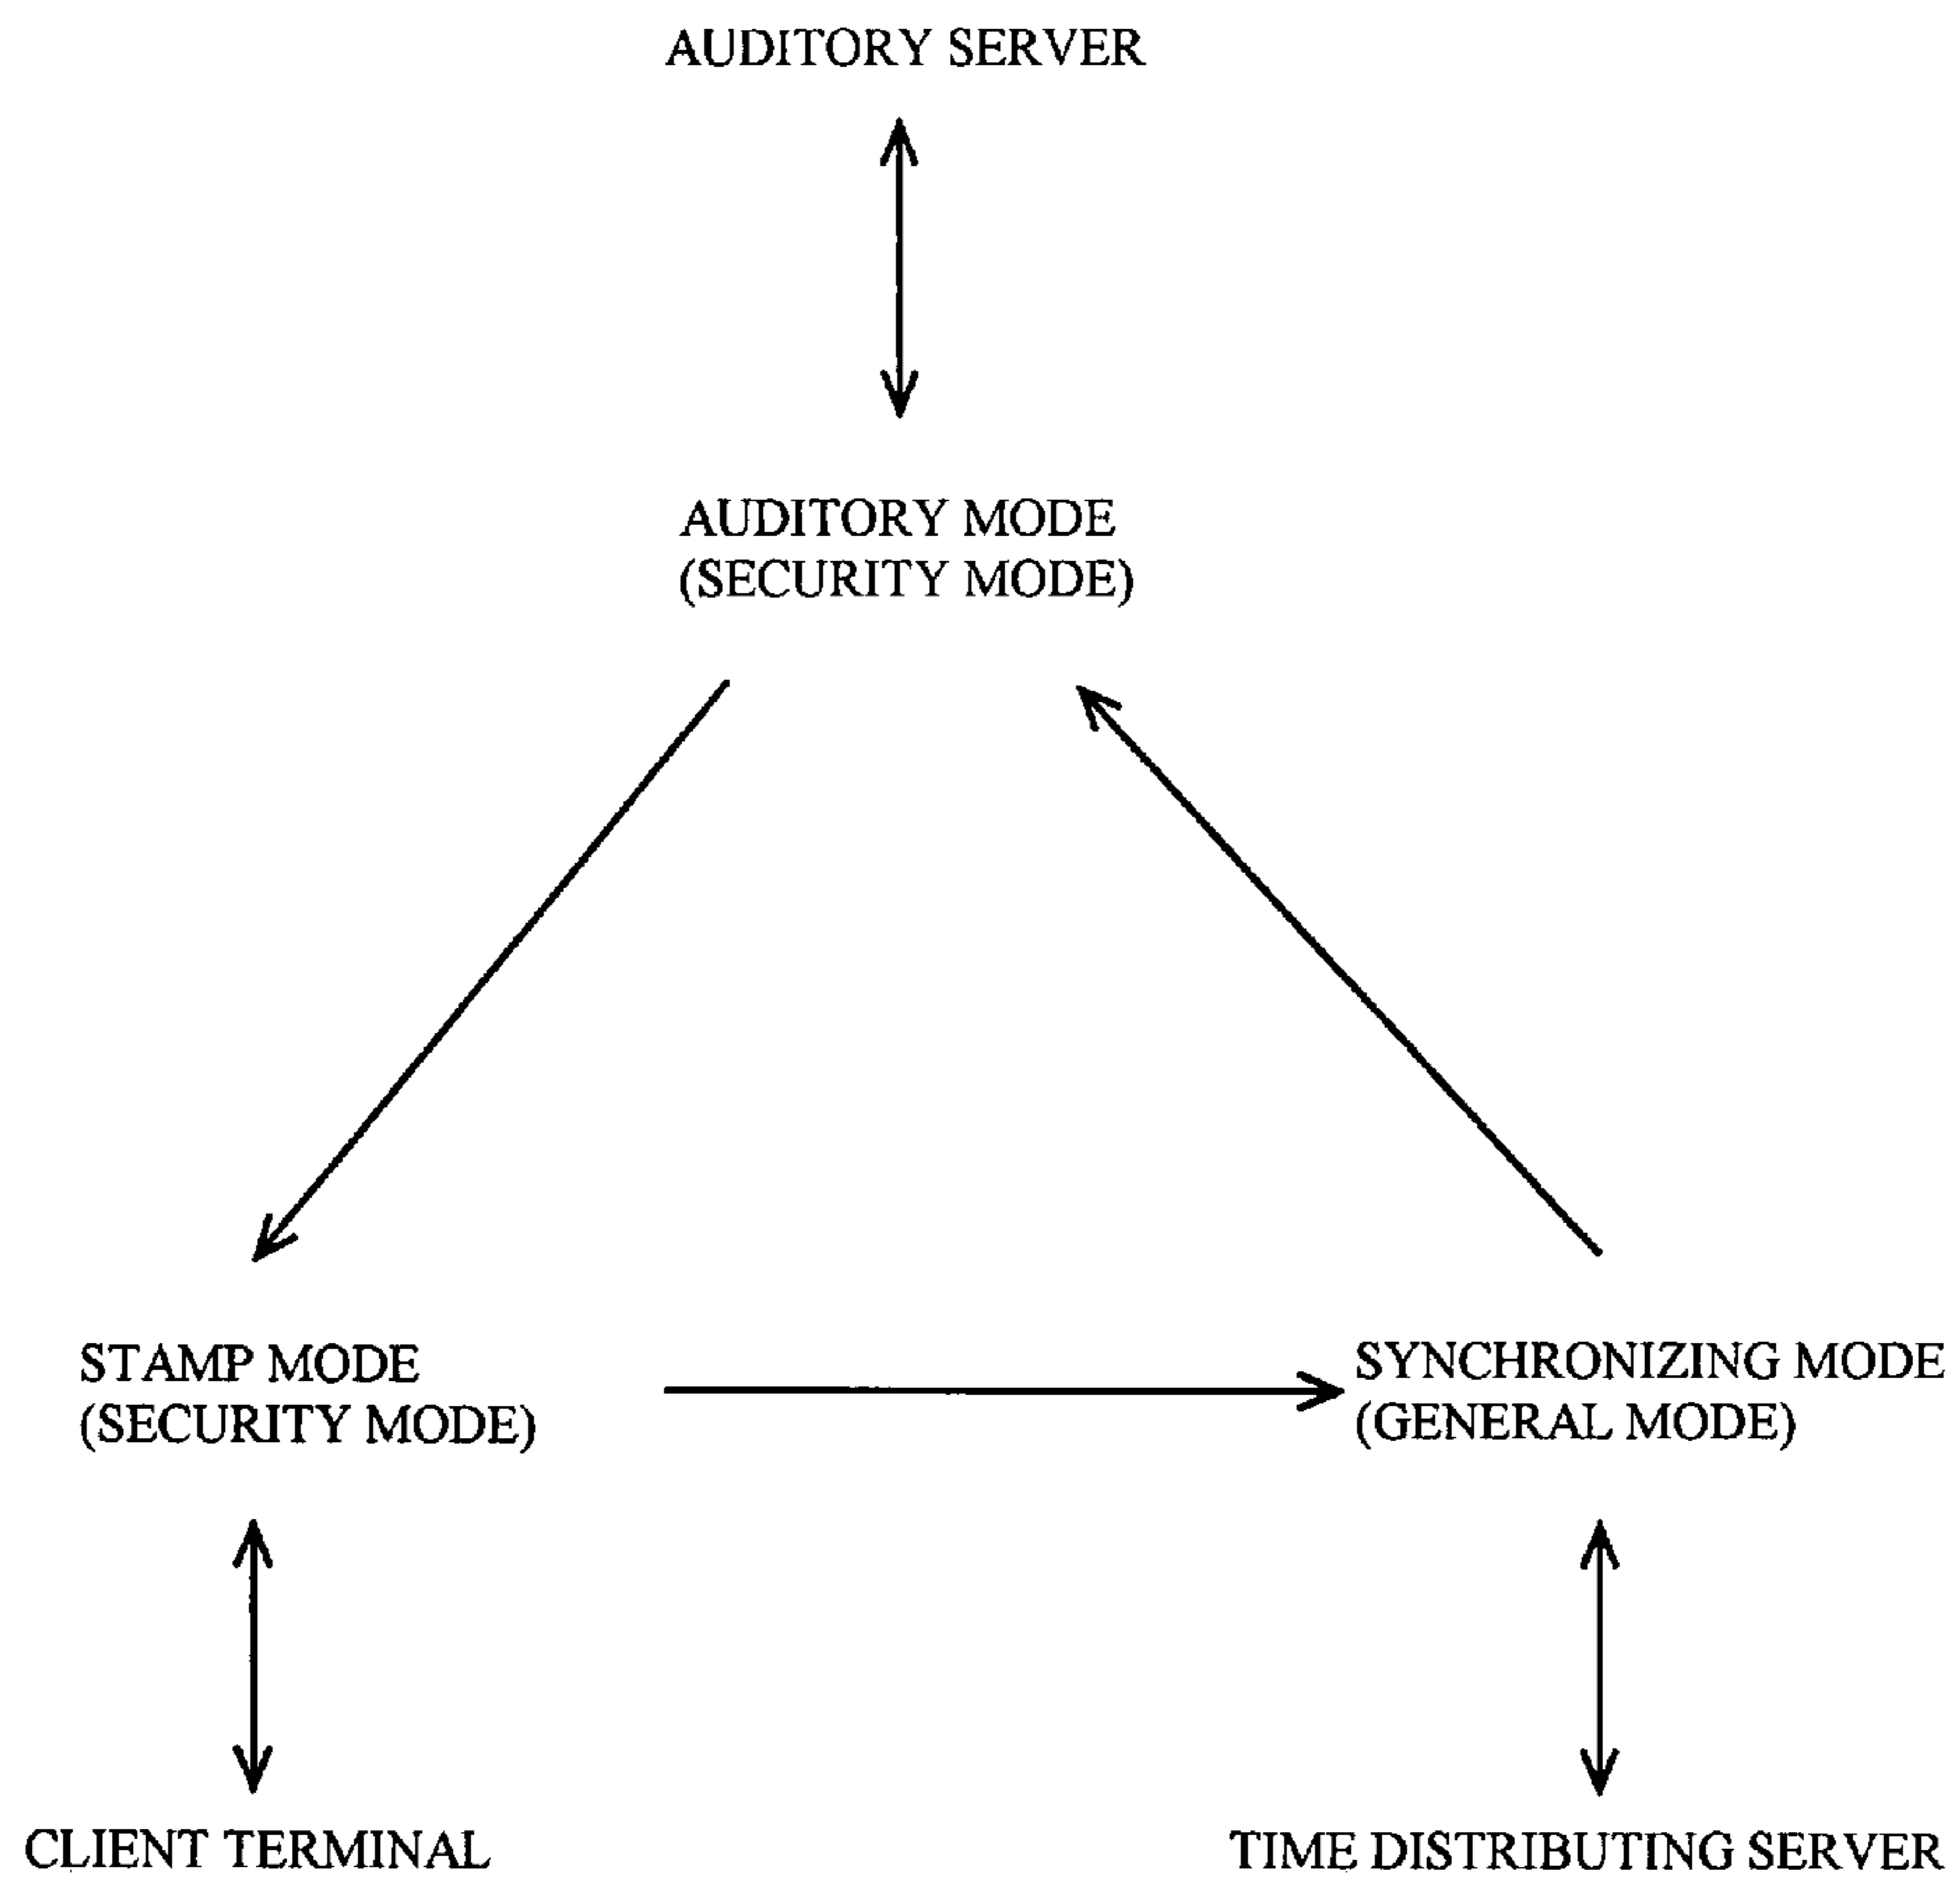 AUDITORY SERVER
AUDITORY MODE
(SECURITY MODE)
STAMP MODE
(SECURITY MODE)
SYNCHRONIZING MODE
(GENERAL MODE)
CLIENT TERMINAL
TIME DISTRIBUTING SERVER